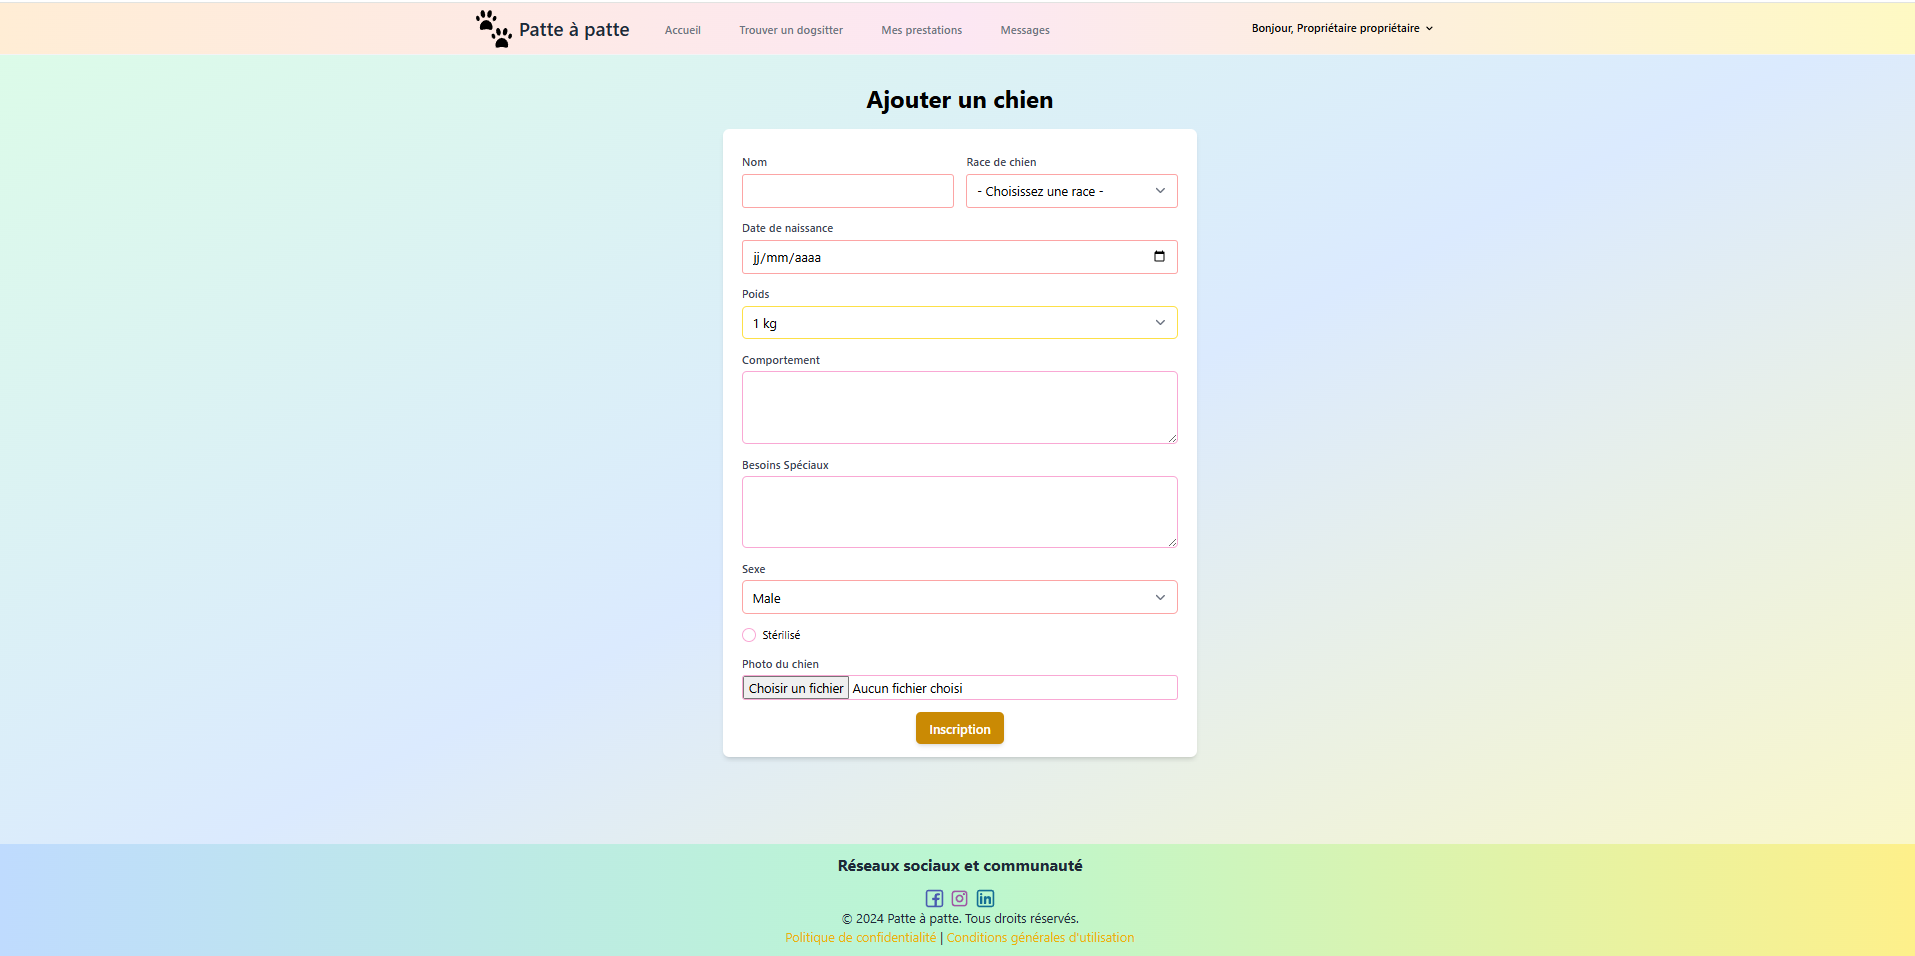 Patte à patte Accueil Trouver un dogsitter Mes prestations Messages Bonjour, Propriétaire propriétaire
Ajouter un chien
Nom Race de chien
- Choisissez une race -
Date de naissance
jj/mm/aaaa
Poids
1 kg
Comportement
Besoins Spéciaux
Sexe
Male
Stérilisé
Photo du chien
Choisir un fichier Aucun fichier choisi
Inscription
Réseaux sociaux et communauté
© 2024 Patte à patte. Tous droits réservés.
Politique de confidentialité | Conditions générales d'utilisation